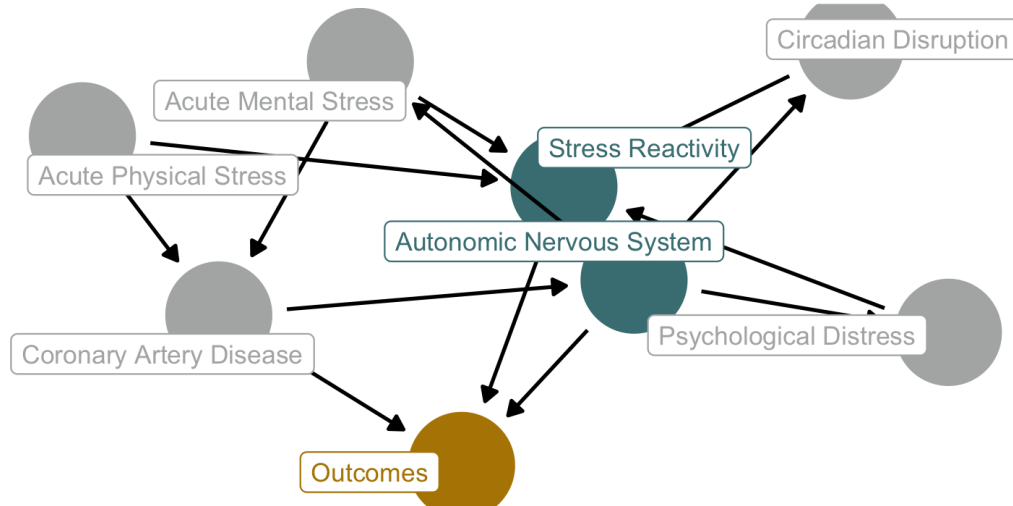 Circadian Disruption
Acute Mental Stress
Stress Reactivity
Acute Physical Stress
Autonomic Nervous System
Psychological Distress
Coronary Artery Disease
Outcomes